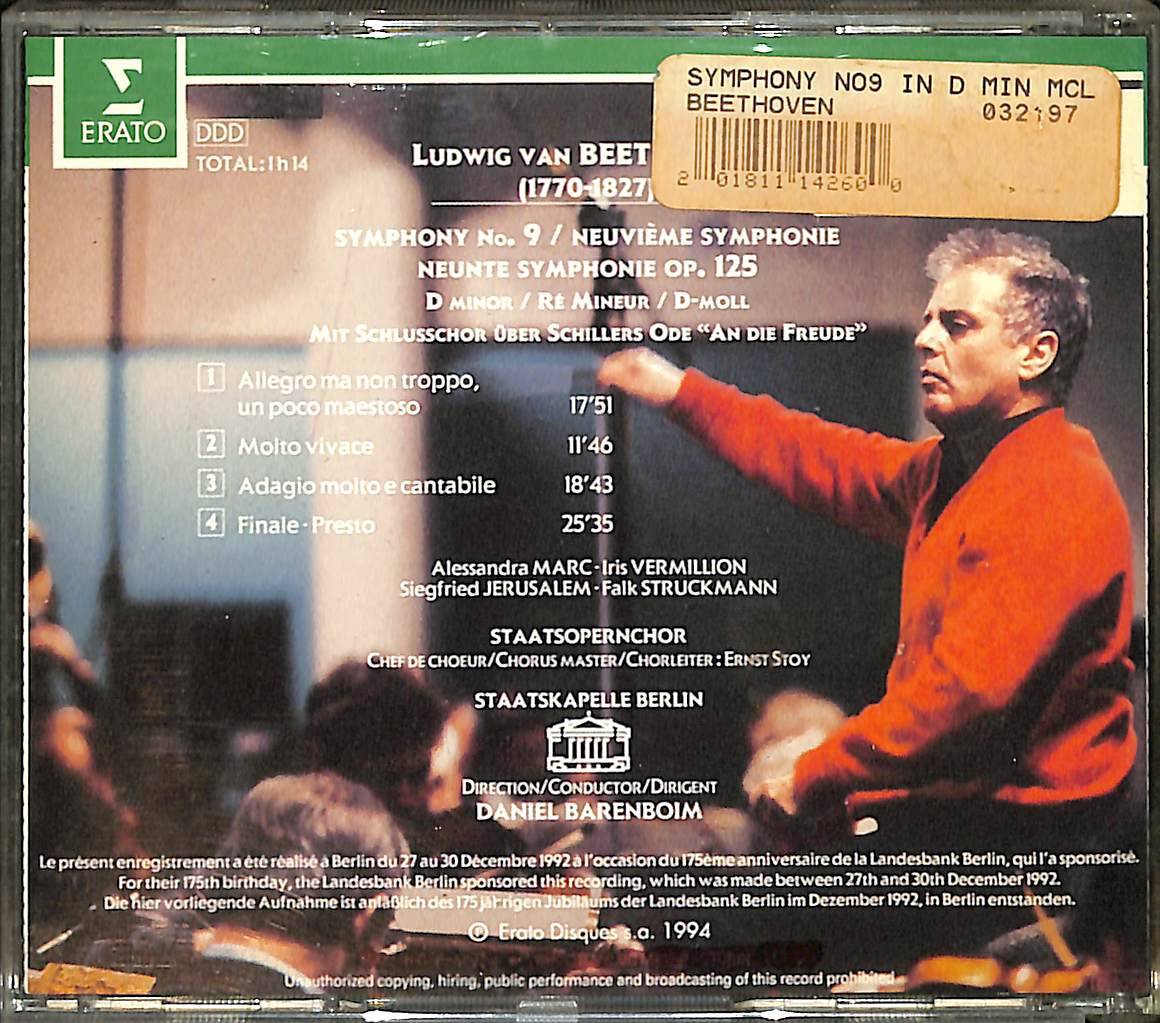 ERATO
DDD
TOTAL: 1 h 14
SYMPHONY NO9 IN D MIN MCL
BEETHOVEN 032197
2 01811 14260 0
LUDWIG VAN BEET
(1770-1827)
SYMPHONY No. 9 / NEUVIÈME SYMPHONIE
NEUNTE SYMPHONIE OP. 125
D MINOR / RÉ MINEUR / D-MOLL
MIT SCHLUSSCHOR ÜBER SCHILLERS ODE “AN DIE FREUDE”
1 Allegro ma non troppo,
un poco maestoso 17'51
2 Molto vivace 11'46
3 Adagio molto e cantabile 18'43
4 Finale - Presto 25'35
Alessandra MARC - Iris VERMILLION
Siegfried JERUSALEM - Falk STRUCKMANN
STAATSOPERNCHOR
CHEF DE CHOEUR/CHORUS MASTER/CHORLEITER : ERNST STOY
STAATSKAPELLE BERLIN
DIRECTION/CONDUCTOR/DIRIGENT
DANIEL BARENBOIM
Le présent enregistrement a été réalisé à Berlin du 27 au 30 Décembre 1992 à l'occasion du 175ème anniversaire de la Landesbank Berlin, qui l'a sponsorisé.
For their 175th birthday, the Landesbank Berlin sponsored this recording, which was made between 27th and 30th December 1992.
Die hier vorliegende Aufnahme ist anläßlich des 175 jährigen Jubiläums der Landesbank Berlin im Dezember 1992, in Berlin entstanden.
℗ Erato Disques s.a. 1994
Unauthorized copying, hiring, public performance and broadcasting of this record prohibited